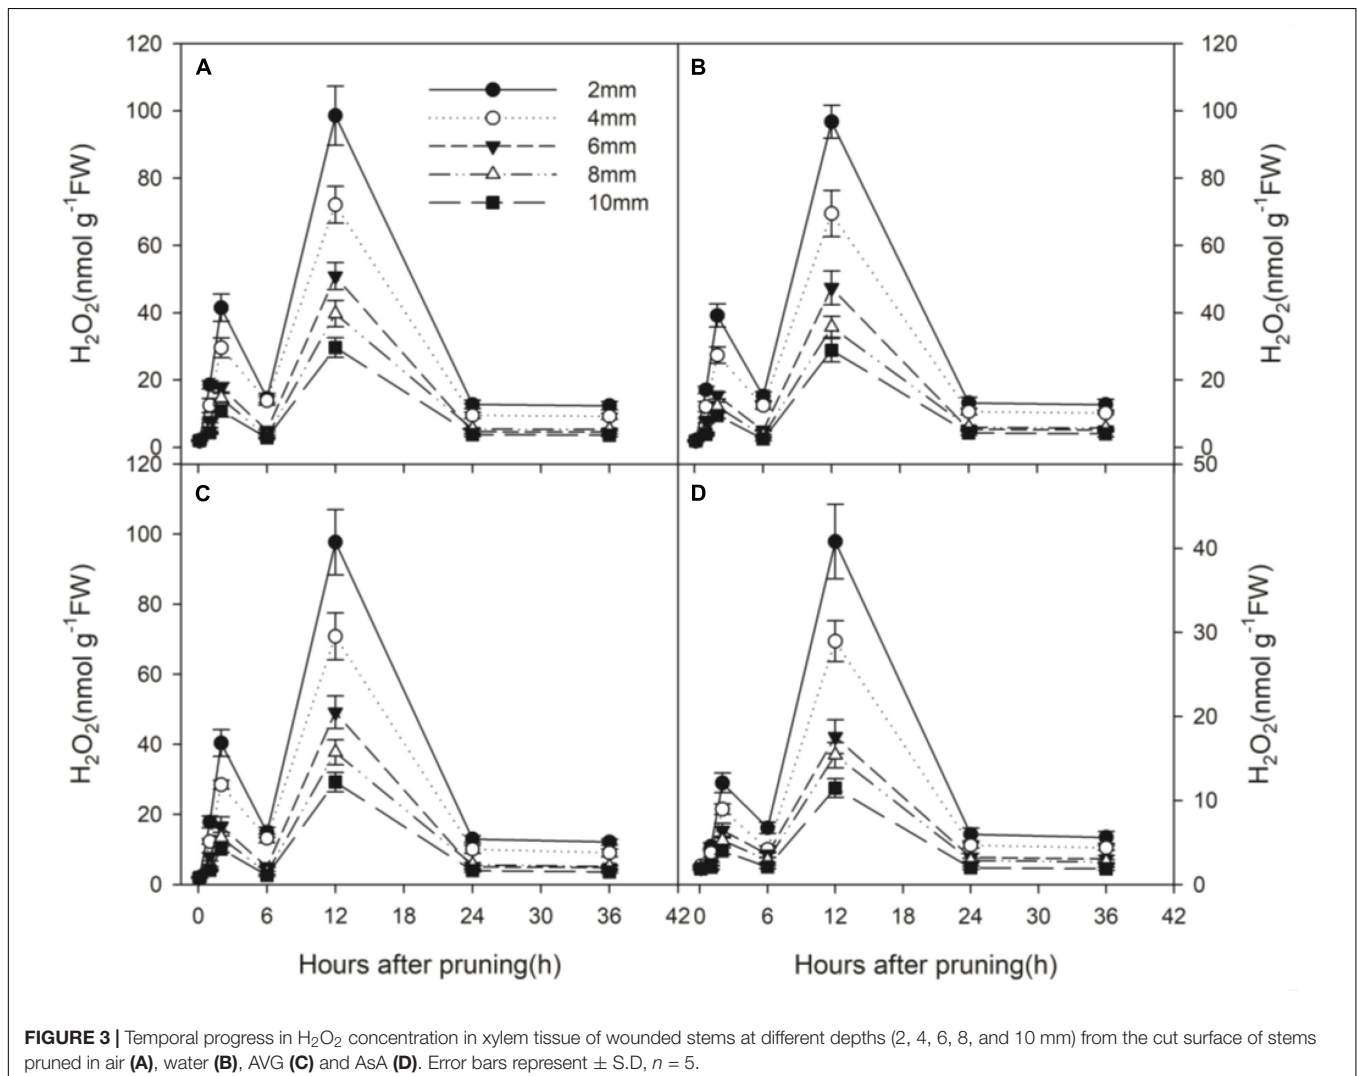 120
100
80
60
40
20
0
H₂O₂(nmol g⁻¹FW)
A
2mm
4mm
6mm
8mm
10mm
B
120
100
80
60
40
20
0
H₂O₂(nmol g⁻¹FW)
120
100
80
60
40
20
0
H₂O₂(nmol g⁻¹FW)
C
0 6 12 18 24 30 36 42
Hours after pruning(h)
D
50
40
30
20
10
0
H₂O₂(nmol g⁻¹FW)
0 6 12 18 24 30 36 42
Hours after pruning(h)
FIGURE 3 | Temporal progress in H₂O₂ concentration in xylem tissue of wounded stems at different depths (2, 4, 6, 8, and 10 mm) from the cut surface of stems
pruned in air (A), water (B), AVG (C) and AsA (D). Error bars represent ± S.D, n = 5.